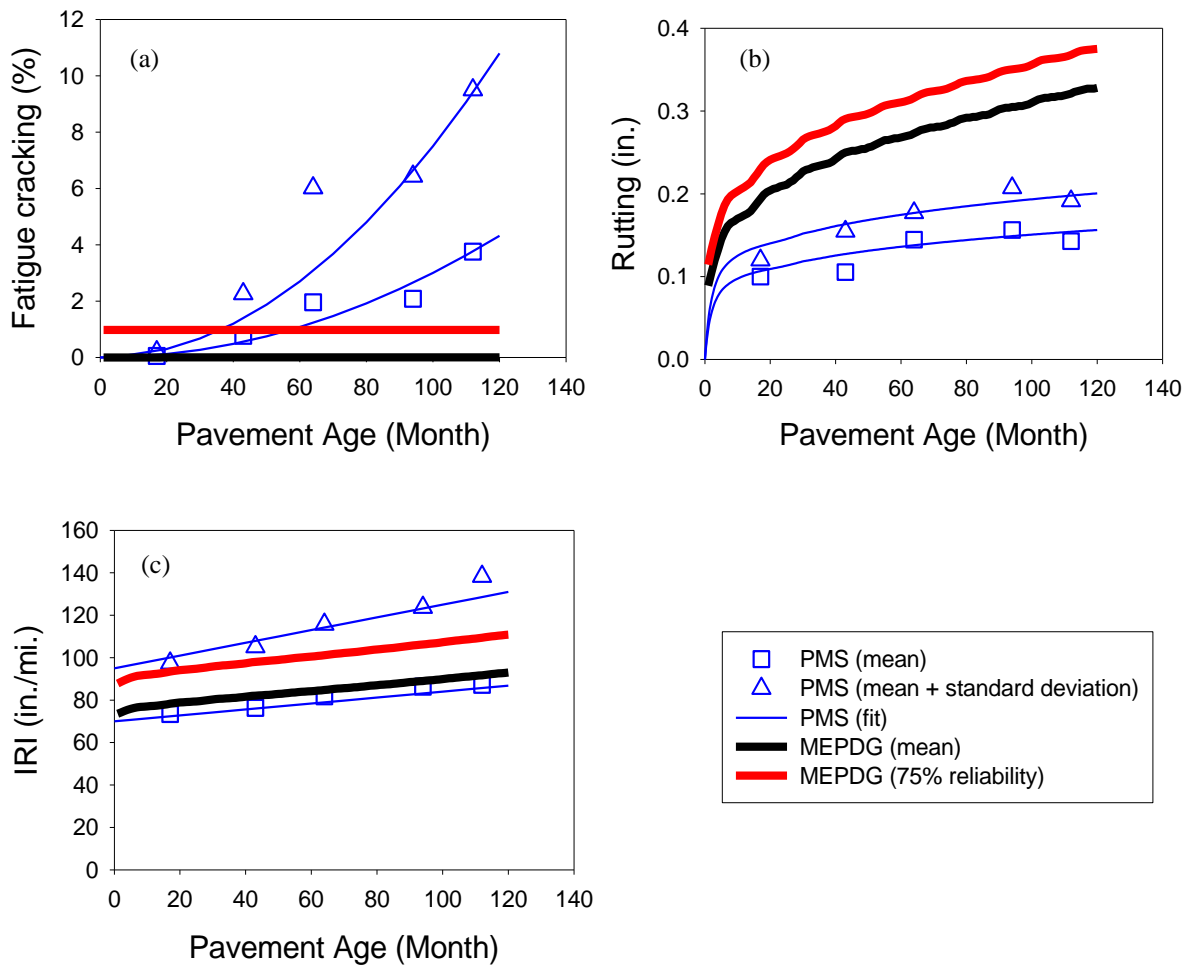 Fatigue cracking (%)
12
10
8
6
4
2
0
(a)
0 20 40 60 80 100 120 140
Pavement Age (Month)
Rutting (in.)
0.4
0.3
0.2
0.1
0.0
(b)
0 20 40 60 80 100 120 140
Pavement Age (Month)
IRI (in./mi.)
160
140
120
100
80
60
40
20
0
(c)
0 20 40 60 80 100 120 140
Pavement Age (Month)
PMS (mean)
PMS (mean + standard deviation)
PMS (fit)
MEPDG (mean)
MEPDG (75% reliability)